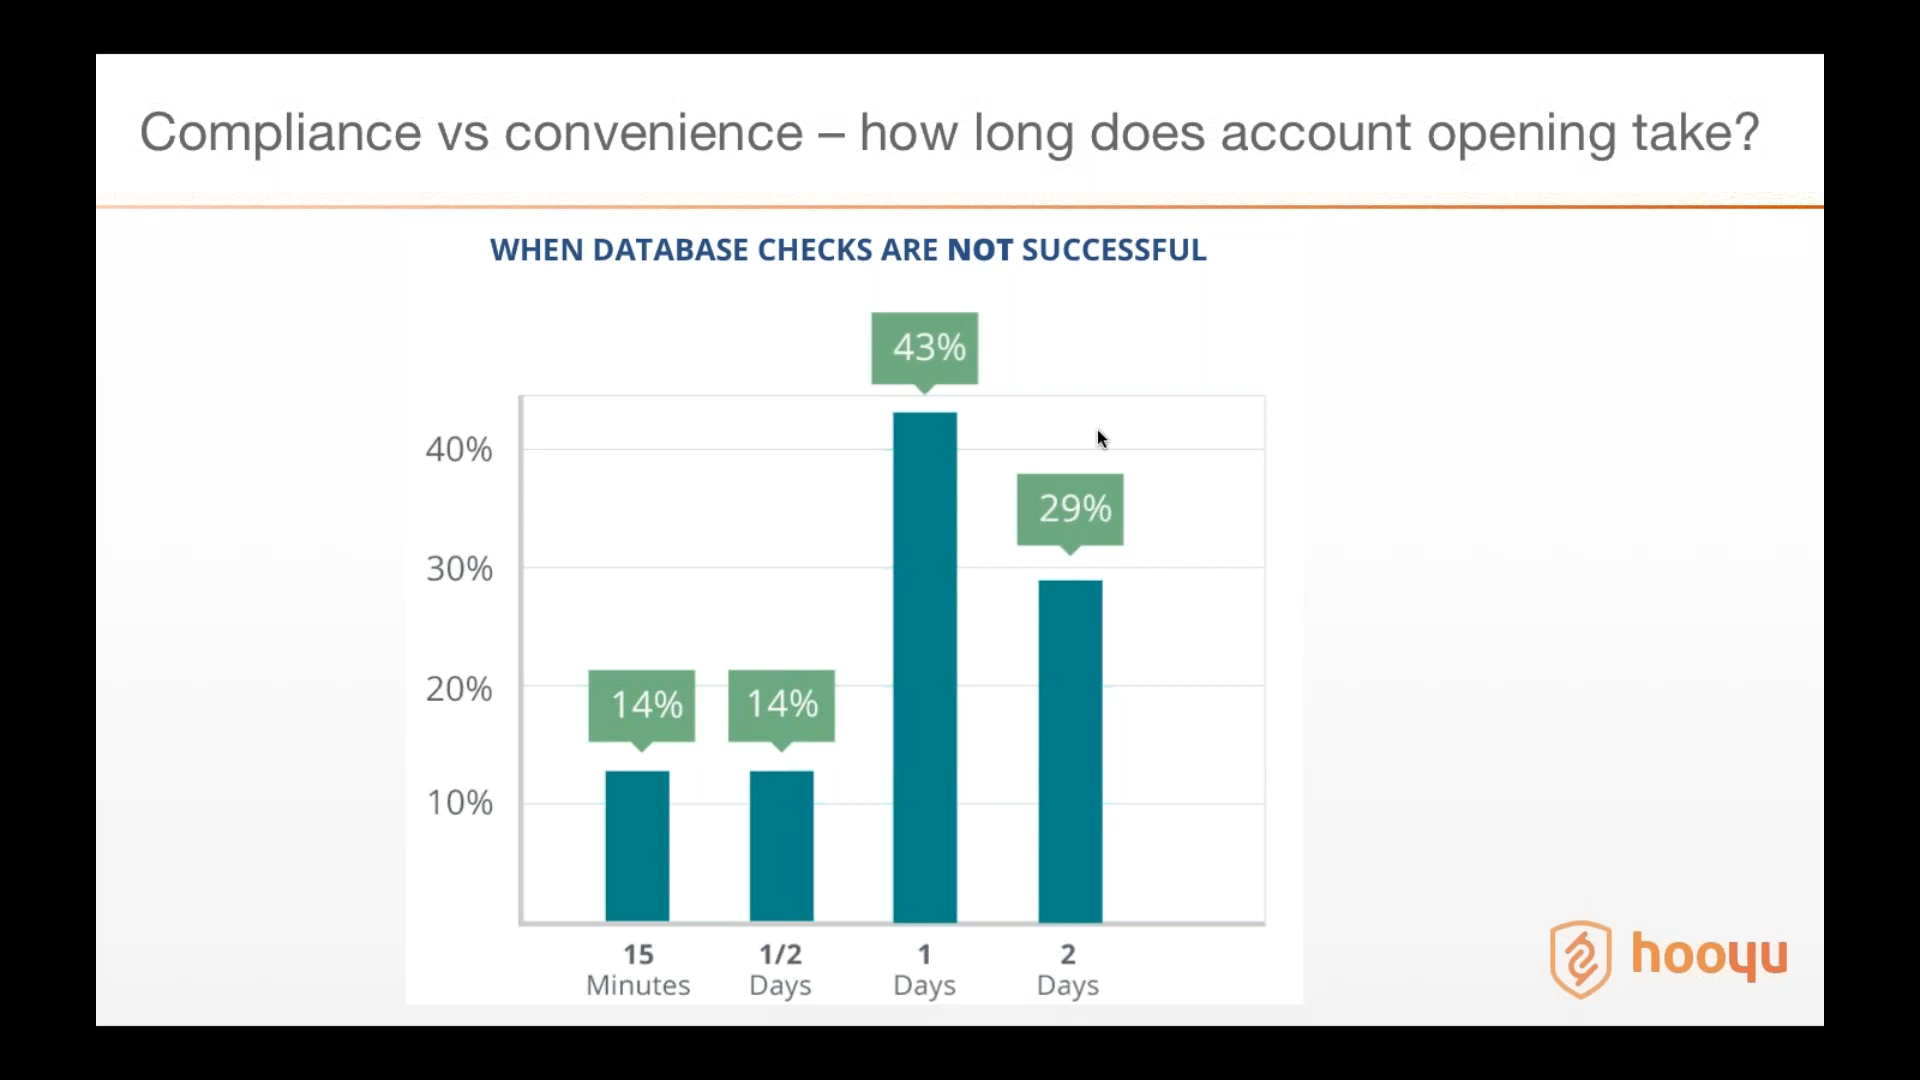 Compliance vs convenience – how long does account opening take?
WHEN DATABASE CHECKS ARE NOT SUCCESSFUL
43%
40%
29%
30%
20%
14% 14%
10%
15 1/2 1 2
Minutes Days Days Days
hooyu